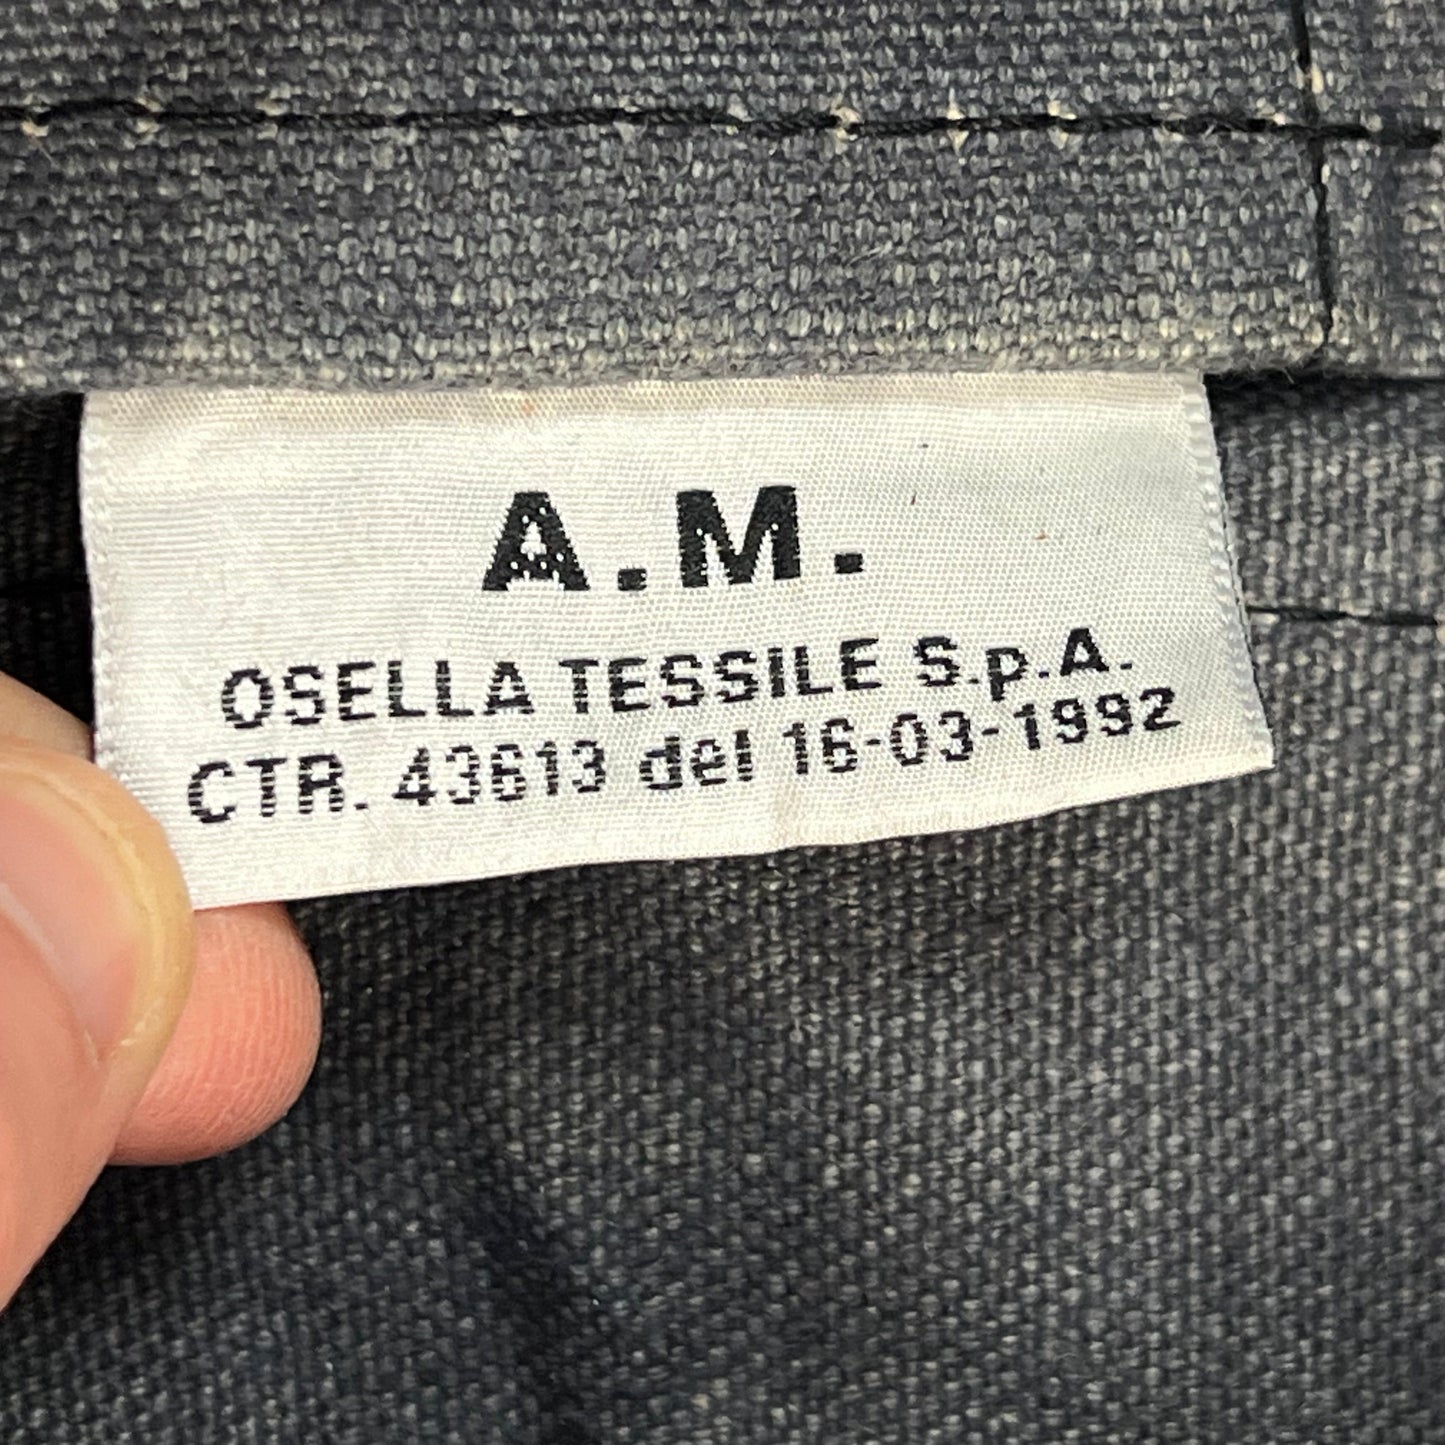 A.M.
OSELLA TESSILE S.p.A.
CTR. 43613 del 16-03-1992